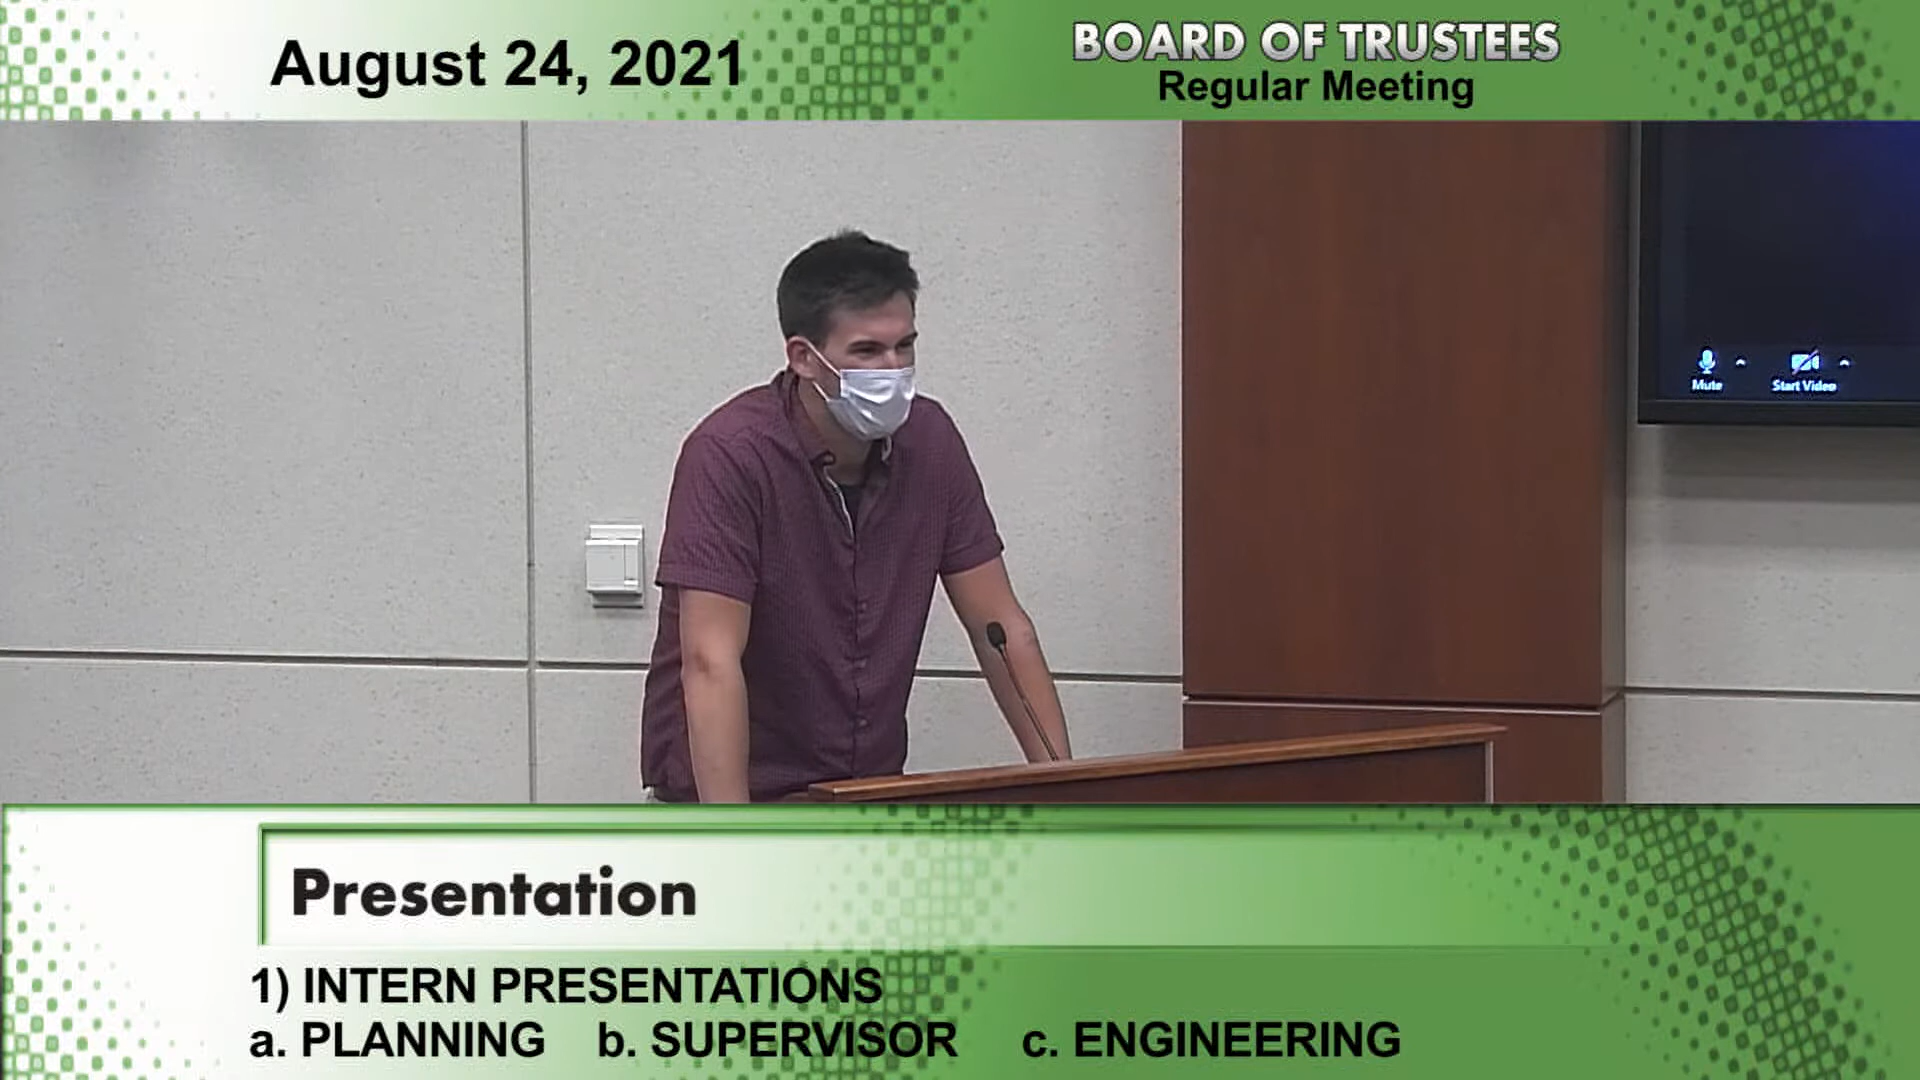 August 24, 2021
BOARD OF TRUSTEES
Regular Meeting
Mute
Start Video
Presentation
1) INTERN PRESENTATIONS
a. PLANNING b. SUPERVISOR c. ENGINEERING